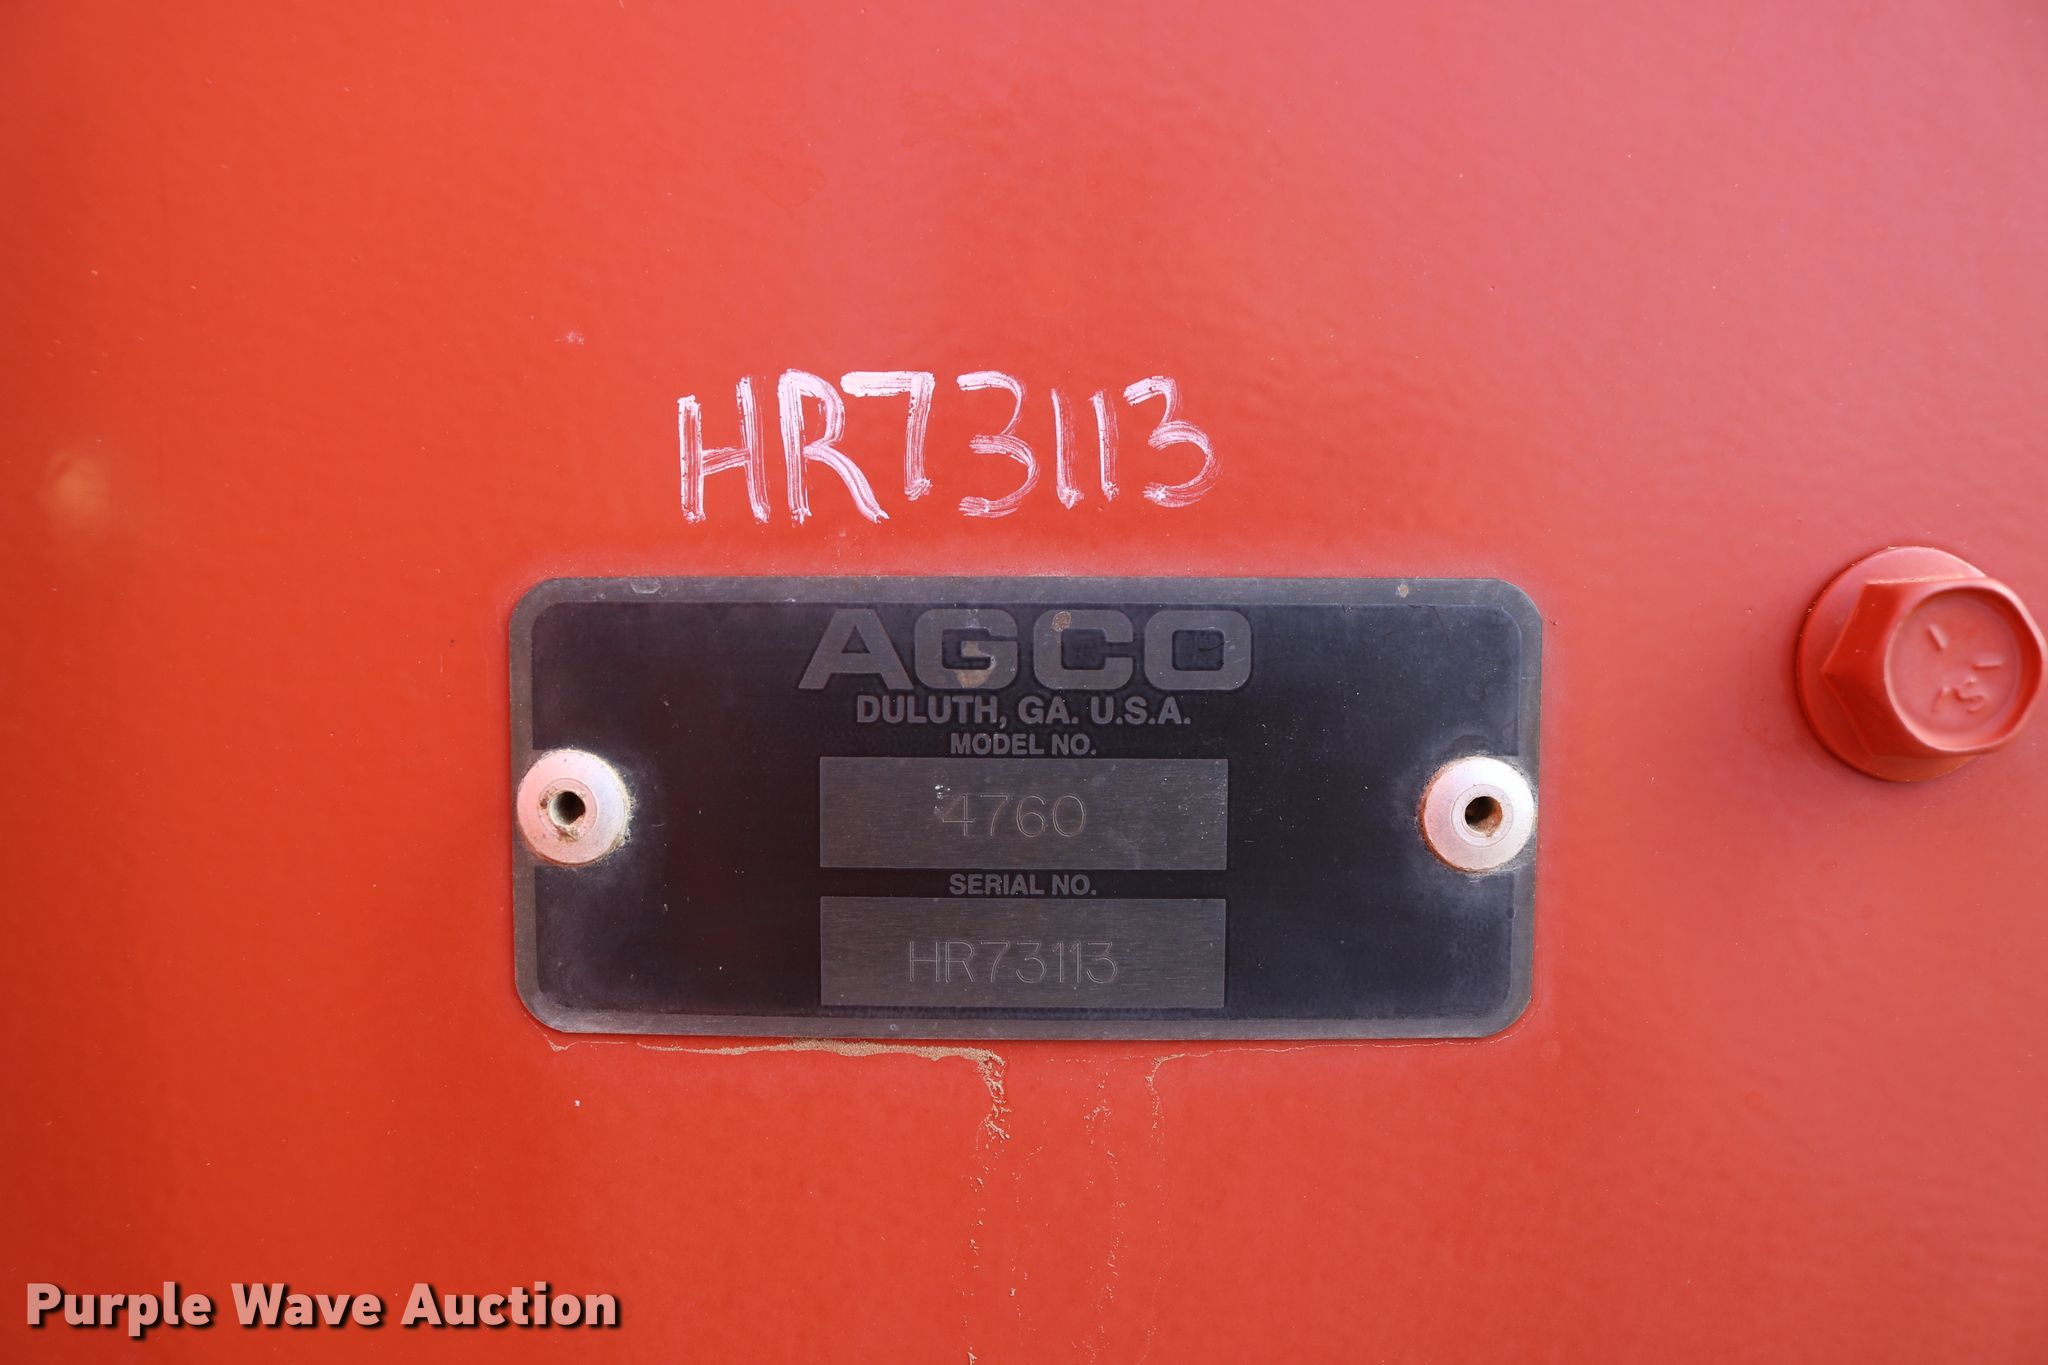 HR73113
AGCO
DULUTH, GA. U.S.A.
MODEL NO.
4760
SERIAL NO.
HR73113
Purple Wave Auction